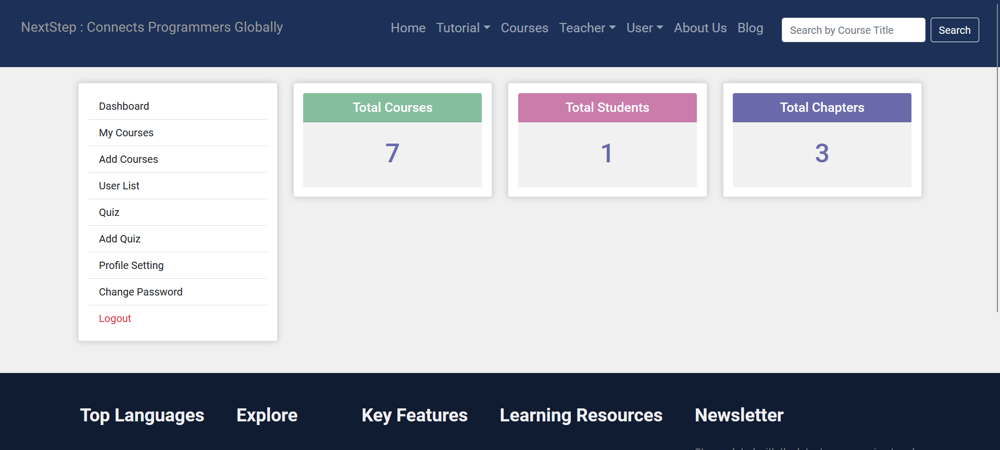 NextStep : Connects Programmers Globally
Home Tutorial Courses Teacher User About Us Blog Search by Course Title Search
Dashboard
My Courses
Add Courses
User List
Quiz
Add Quiz
Profile Setting
Change Password
Logout
Total Courses
7
Total Students
1
Total Chapters
3
Top Languages Explore Key Features Learning Resources Newsletter